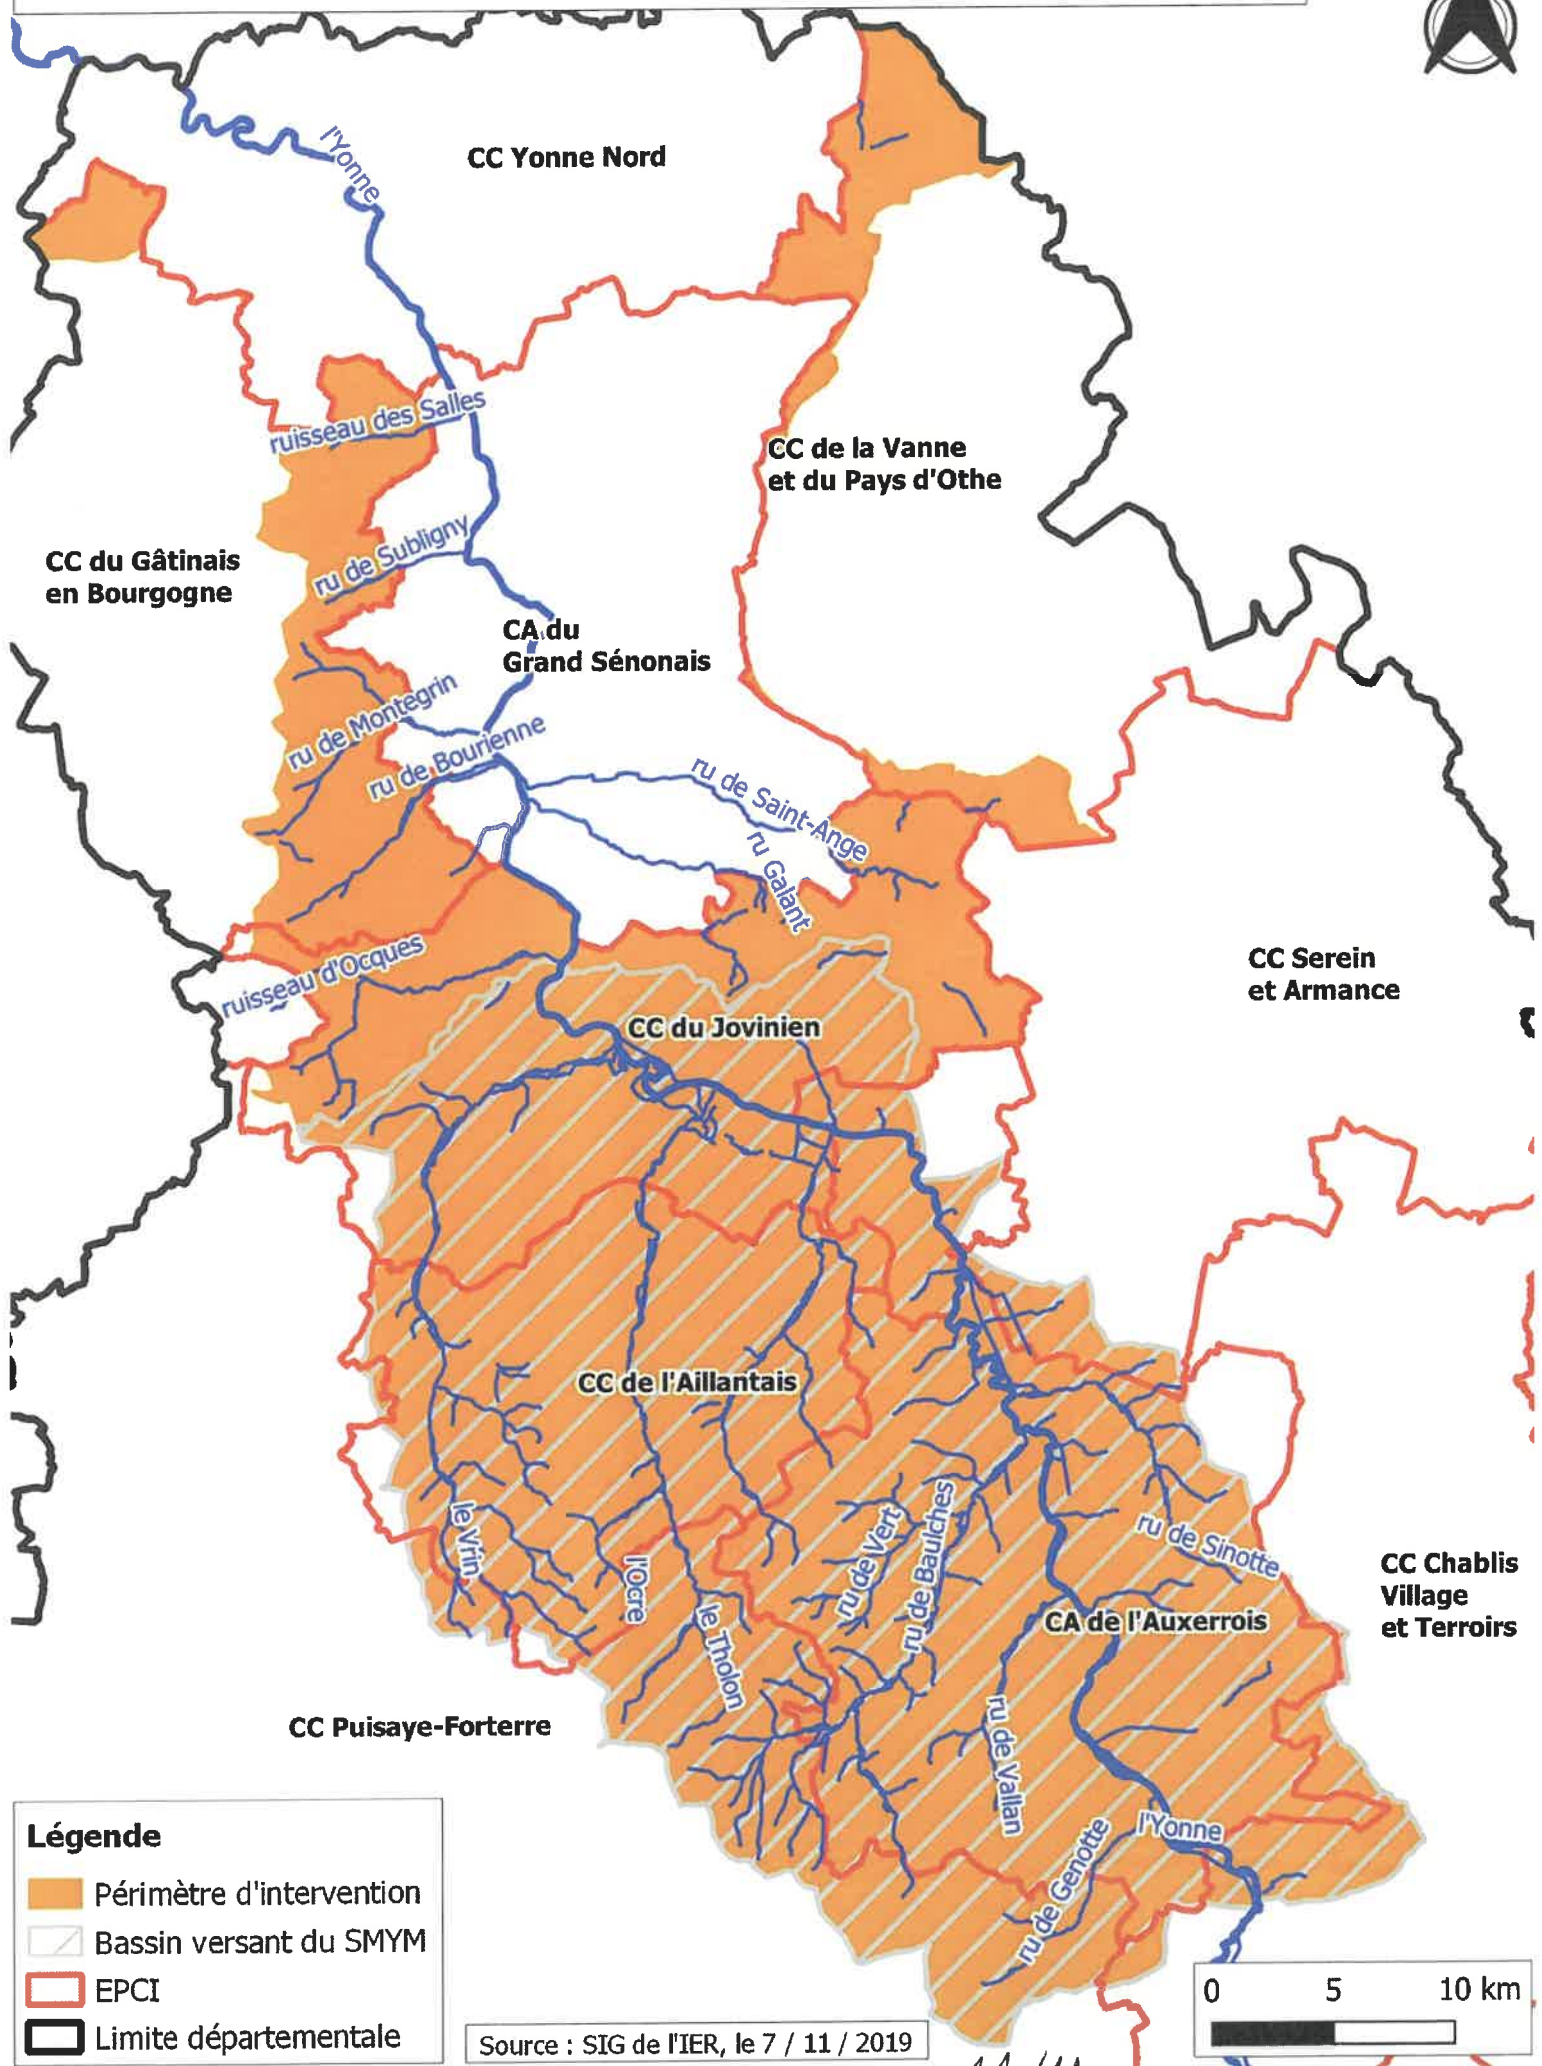 l'Yonne
CC Yonne Nord
ruisseau des Salles
CC de la Vanne
et du Pays d'Othe
ru de Subligny
CC du Gâtinais
en Bourgogne
CA du
Grand Sénonais
ru de Montegrin
ru de Bourienne
ru de Saint-Ange
ru Galant
ruisseau d'Ocques
CC Serein
et Armance
CC du Jovinien
CC de l'Aillantais
le Vrin
l'Ocre
le Tholon
ru de Vert
ru de Baulches
ru de Sinotte
CC Chablis
Village
et Terroirs
CA de l'Auxerrois
CC Puisaye-Forterre
ru de Vallan
l'Yonne
ru de Genotte
Légende
Périmètre d'intervention
Bassin versant du SMYM
EPCI
Limite départementale
Source : SIG de l'IER, le 7 / 11 / 2019
0 5 10 km